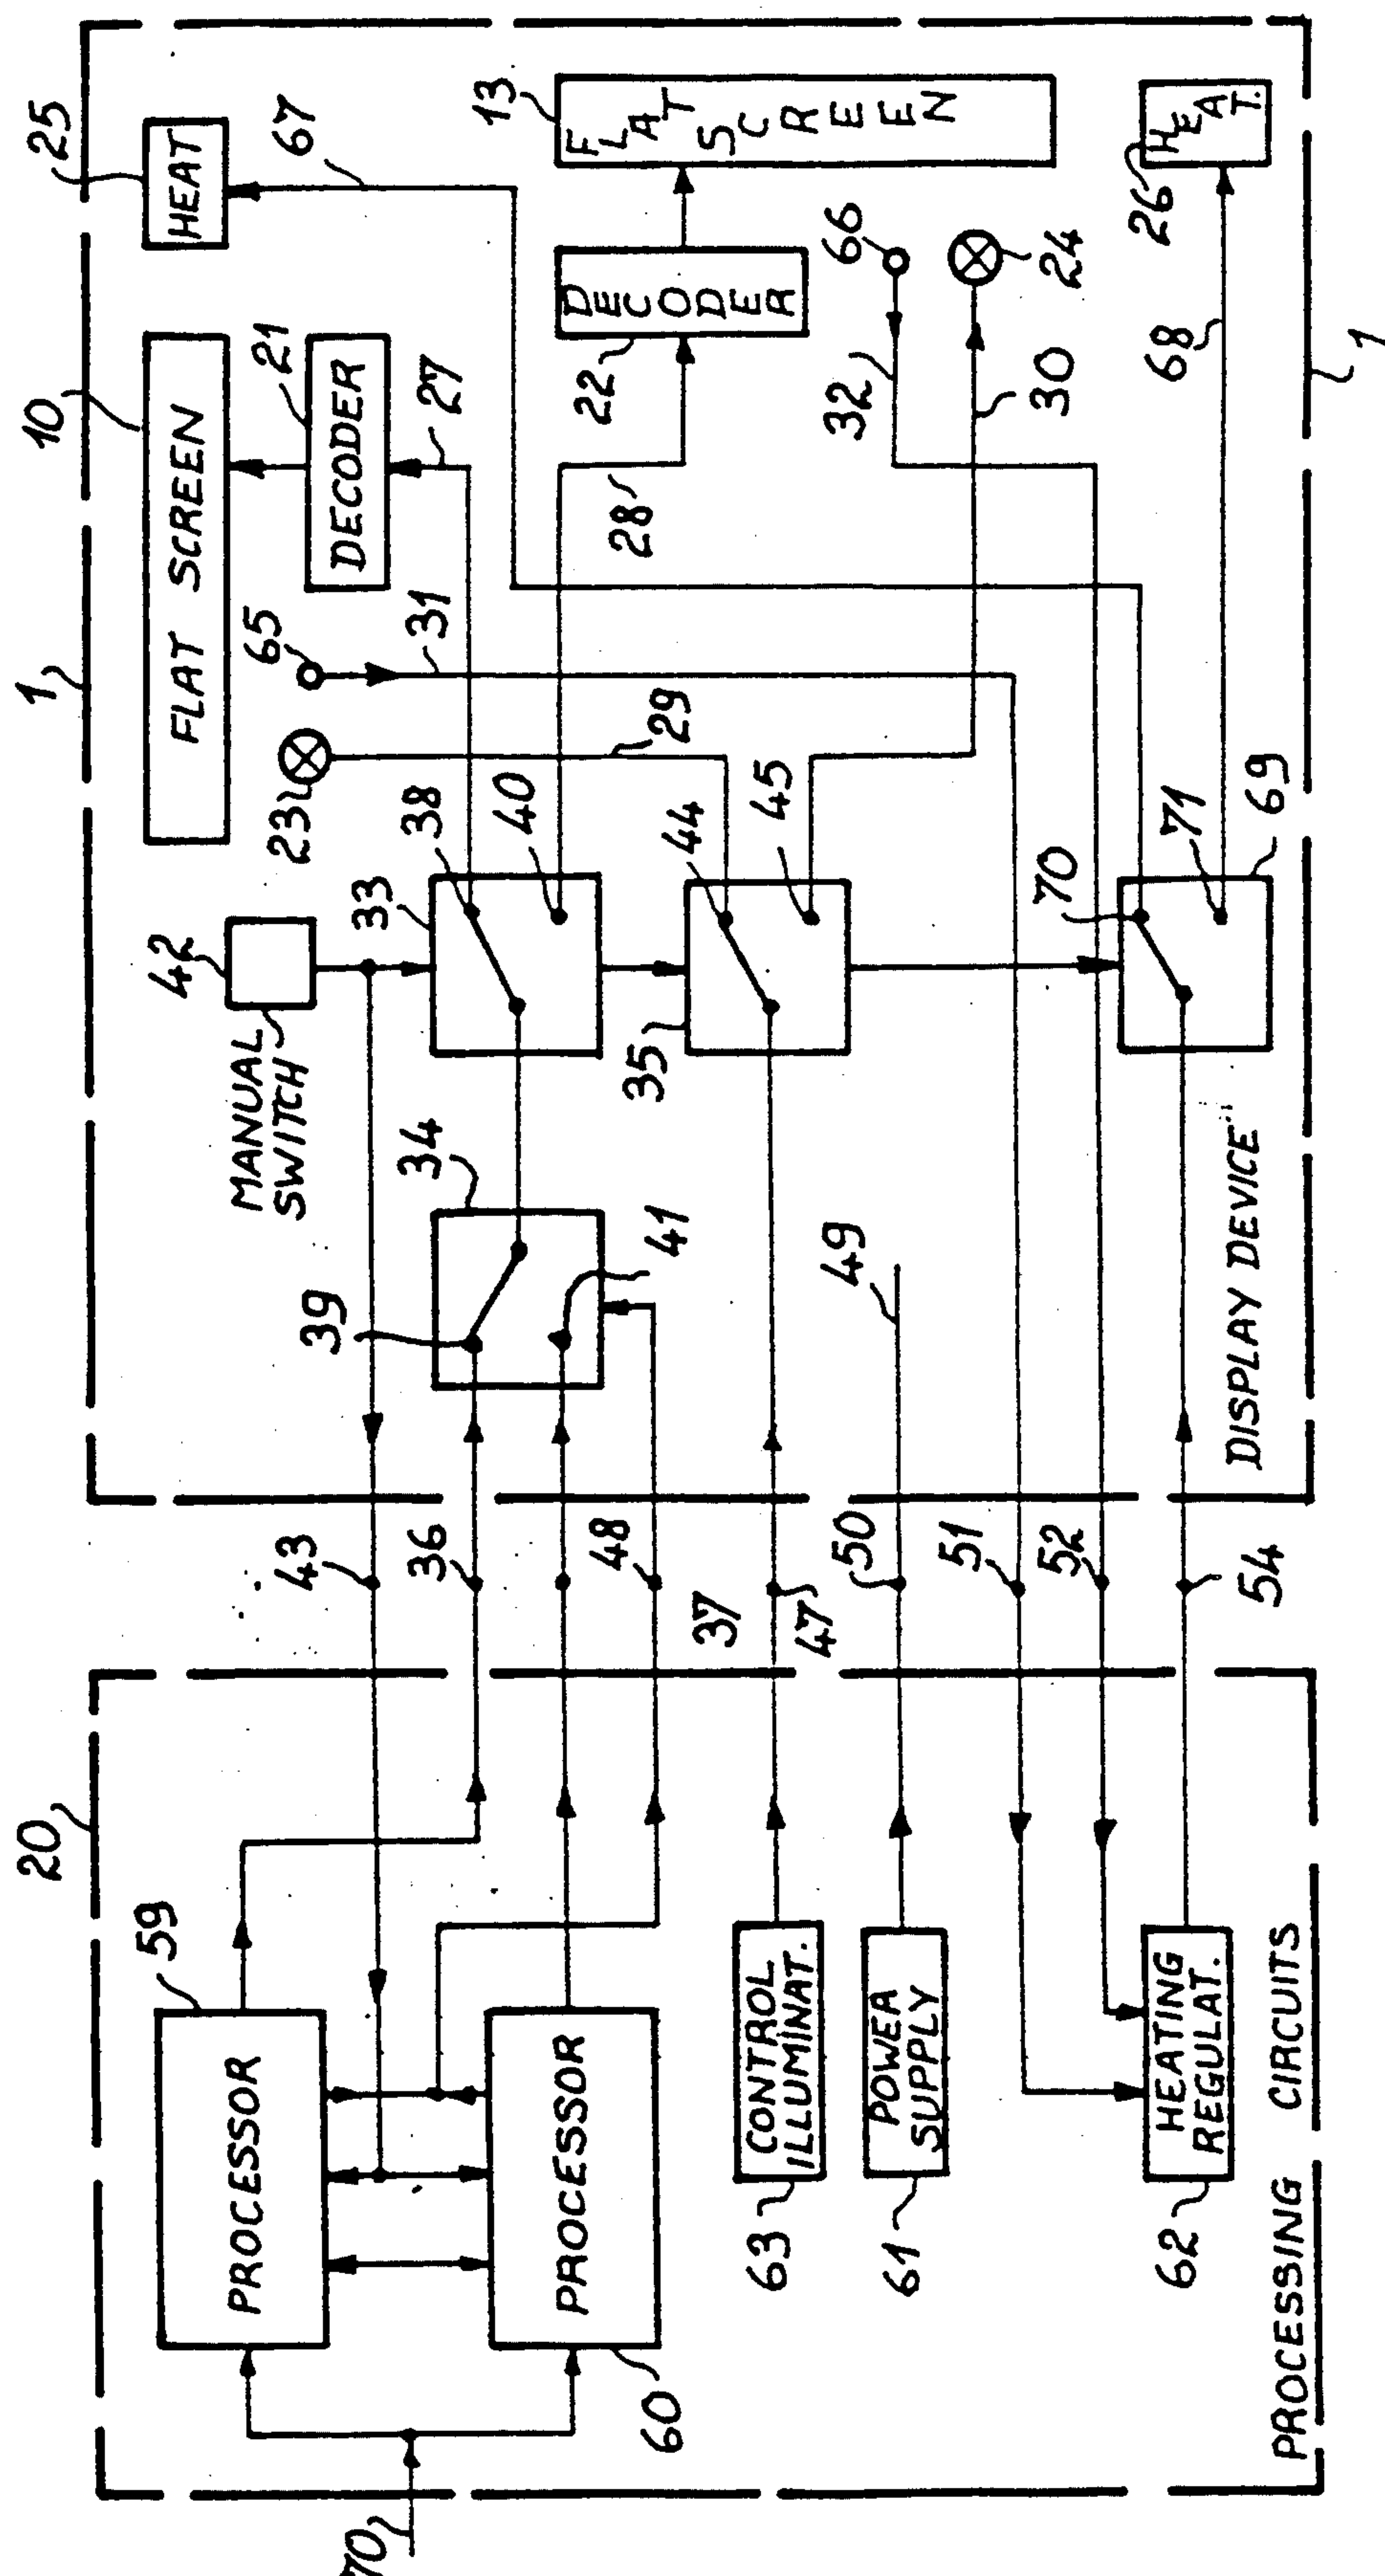 1
10
25
FLAT SCREEN
HEAT
67
13
FLAT
SCREEN
DECODER
21
27
22
DECODER
65
31
28
66
32
24
30
26
HEAT.
68
23
29
42
MANUAL
SWITCH
33
38
40
44
45
35
34
39
41
49
70
71
69
DISPLAY DEVICE
1
43
36
48
37
47
50
51
52
54
20
59
PROCESSOR
PROCESSOR
60
70
CONTROL
ILLUMINAT.
63
POWER
SUPPLY
61
HEATING
REGULAT.
62
PROCESSING CIRCUITS